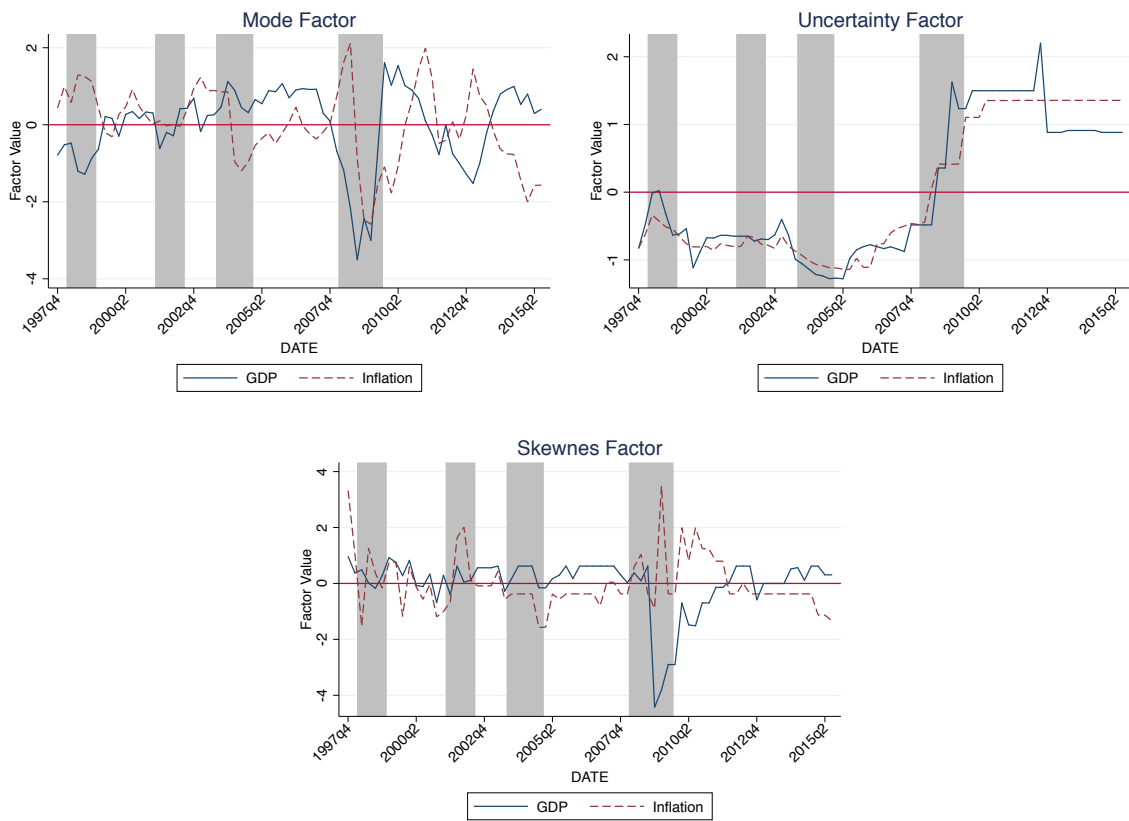 Mode Factor
Factor Value
2
0
-2
-4
1997q4
2000q2
2002q4
2005q2
2007q4
2010q2
2012q4
2015q2
DATE
GDP
Inflation
Uncertainty Factor
Factor Value
2
1
0
-1
1997q4
2000q2
2002q4
2005q2
2007q4
2010q2
2012q4
2015q2
DATE
GDP
Inflation
Skewnes Factor
Factor Value
4
2
0
-2
-4
1997q4
2000q2
2002q4
2005q2
2007q4
2010q2
2012q4
2015q2
DATE
GDP
Inflation